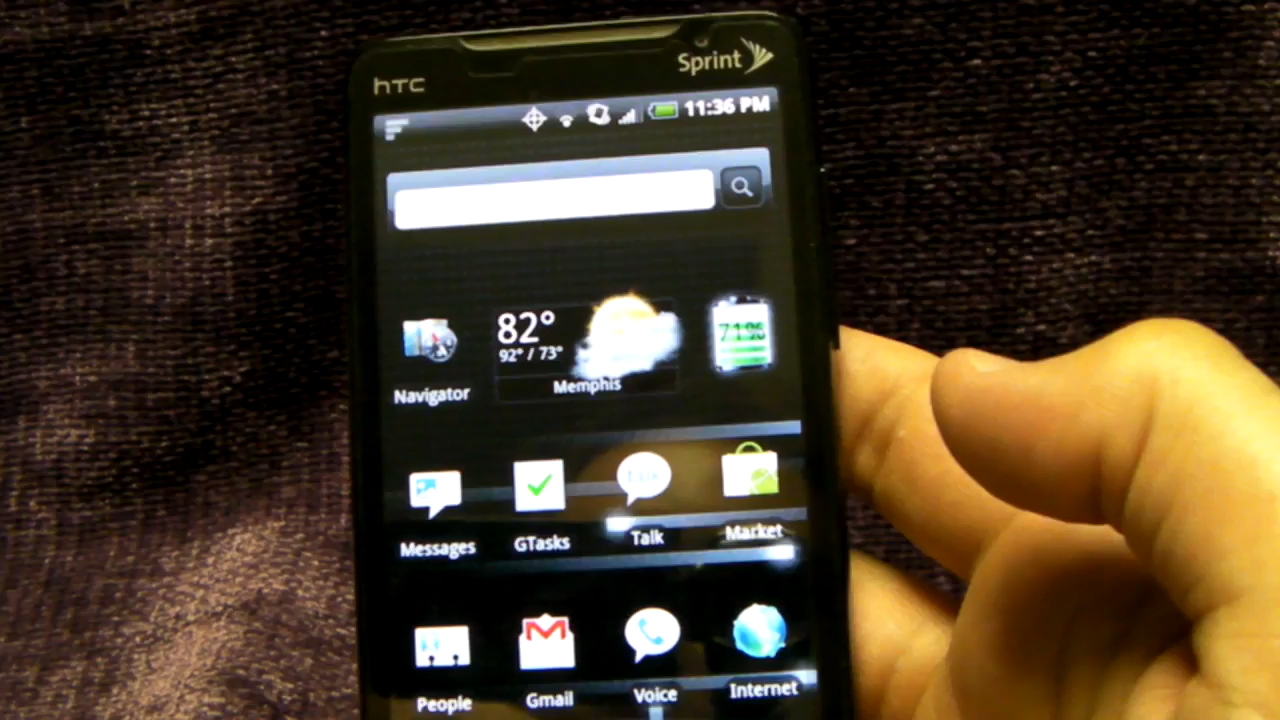 hTC
Sprint
11:36 PM
82°
92° / 73°
Memphis
71%
Navigator
Messages
GTasks
talk
Talk
Market
People
Gmail
Voice
Internet